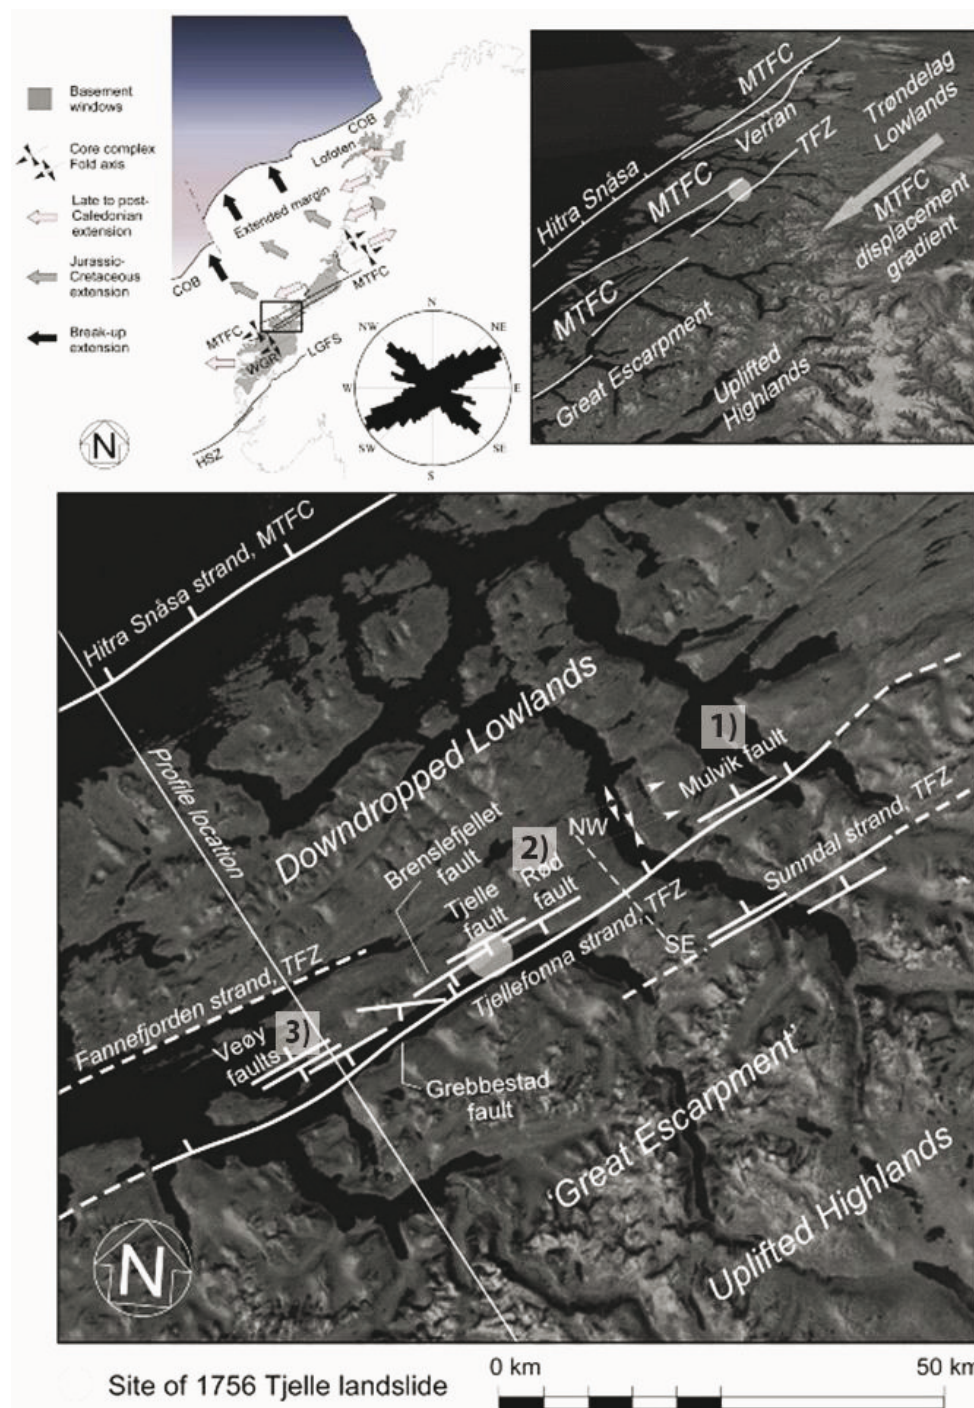 Basement
windows
Core complex
Fold axis
Late to post-
Caledonian
extension
Jurassic-
Cretaceous
extension
Break-up
extension
COB
Lofoten
Extended margin
COB
MTFC
MTFC
WGR
LGFS
HSZ
N
N
NE
E
SE
S
SW
W
NW
MTFC
Verran
TFZ
Trøndelag
Lowlands
Hitra Snåsa
MTFC
MTFC
displacement
gradient
MTFC
Great Escarpment
Uplifted
Highlands
Hitra Snåsa strand, MTFC
Profile location
Downdropped Lowlands
1)
Mulvik fault
NW
2)
Brenslefjellet
fault
Tjelle
fault
Rød
fault
Sunndal strand, TFZ
SE
Tjellefonna strand, TFZ
Fannefjorden strand, TFZ
3)
Veøy
faults
Grebbestad
fault
'Great Escarpment'
Uplifted Highlands
N
Site of 1756 Tjelle landslide
0 km
50 km